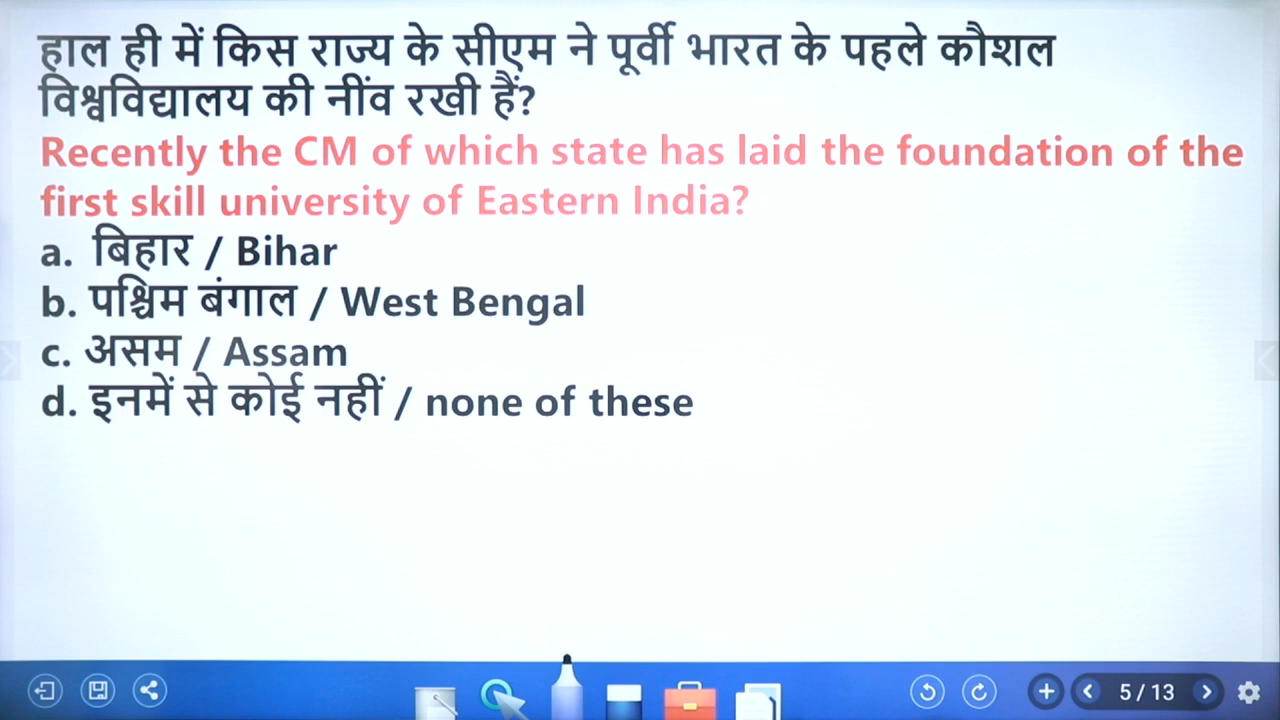 हाल ही में किस राज्य के सीएम ने पूर्वी भारत के पहले कौशल
विश्वविद्यालय की नींव रखी हैं?
Recently the CM of which state has laid the foundation of the
first skill university of Eastern India?
a. बिहार / Bihar
b. पश्चिम बंगाल / West Bengal
c. असम / Assam
d. इनमें से कोई नहीं / none of these
5 / 13